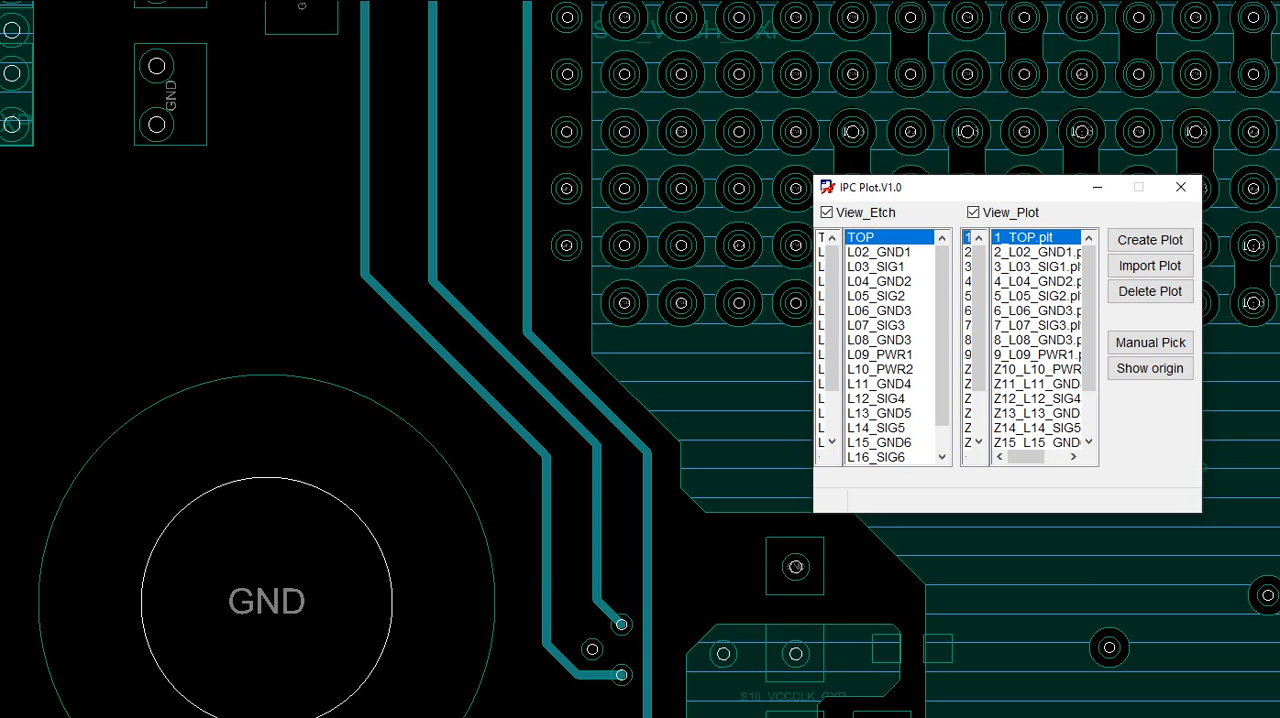 GND
IPC Plot.V1.0
View_Etch
View_Plot
TOP
L02_GND1
L03_SIG1
L04_GND2
L05_SIG2
L06_GND3
L07_SIG3
L08_GND3
L09_PWR1
L10_PWR2
L11_GND4
L12_SIG4
L13_GND5
L14_SIG5
L15_GND6
L16_SIG6
1_TOP.plt
2_L02_GND1.p
3_L03_SIG1.pl
4_L04_GND2.p
5_L05_SIG2.pl
6_L06_GND3.p
7_L07_SIG3.pl
8_L08_GND3.p
9_L09_PWR1.p
Z10_L10_PWR
Z11_L11_GND
Z12_L12_SIG4
Z13_L13_GND
Z14_L14_SIG5
Z15_L15_GND
Create Plot
Import Plot
Delete Plot
Manual Pick
Show origin
GND
S10_VCCCLK_GXP